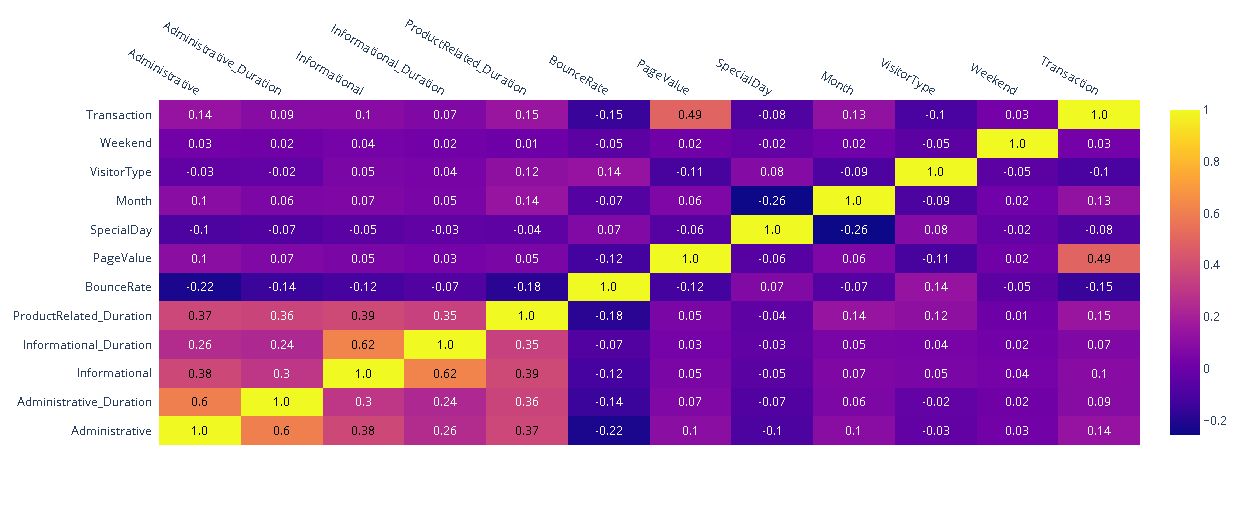 Administrative
Administrative_Duration
Informational
Informational_Duration
ProductRelated_Duration
BounceRate
PageValue
SpecialDay
Month
VisitorType
Weekend
Transaction
Transaction 0.14 0.09 0.1 0.07 0.15 -0.15 0.49 -0.08 0.13 -0.1 0.03 1.0
Weekend 0.03 0.02 0.04 0.02 0.01 -0.05 0.02 -0.02 0.02 -0.05 1.0 0.03
VisitorType -0.03 -0.02 0.05 0.04 0.12 0.14 -0.11 0.08 -0.09 1.0 -0.05 -0.1
Month 0.1 0.06 0.07 0.05 0.14 -0.07 0.06 -0.26 1.0 -0.09 0.02 0.13
SpecialDay -0.1 -0.07 -0.05 -0.03 -0.04 0.07 -0.06 1.0 -0.26 0.08 -0.02 -0.08
PageValue 0.1 0.07 0.05 0.03 0.05 -0.12 1.0 -0.06 0.06 -0.11 0.02 0.49
BounceRate -0.22 -0.14 -0.12 -0.07 -0.18 1.0 -0.12 0.07 -0.07 0.14 -0.05 -0.15
ProductRelated_Duration 0.37 0.36 0.39 0.35 1.0 -0.18 0.05 -0.04 0.14 0.12 0.01 0.15
Informational_Duration 0.26 0.24 0.62 1.0 0.35 -0.07 0.03 -0.03 0.05 0.04 0.02 0.07
Informational 0.38 0.3 1.0 0.62 0.39 -0.12 0.05 -0.05 0.07 0.05 0.04 0.1
Administrative_Duration 0.6 1.0 0.3 0.24 0.36 -0.14 0.07 -0.07 0.06 -0.02 0.02 0.09
Administrative 1.0 0.6 0.38 0.26 0.37 -0.22 0.1 -0.1 0.1 -0.03 0.03 0.14
1
0.8
0.6
0.4
0.2
0
−0.2